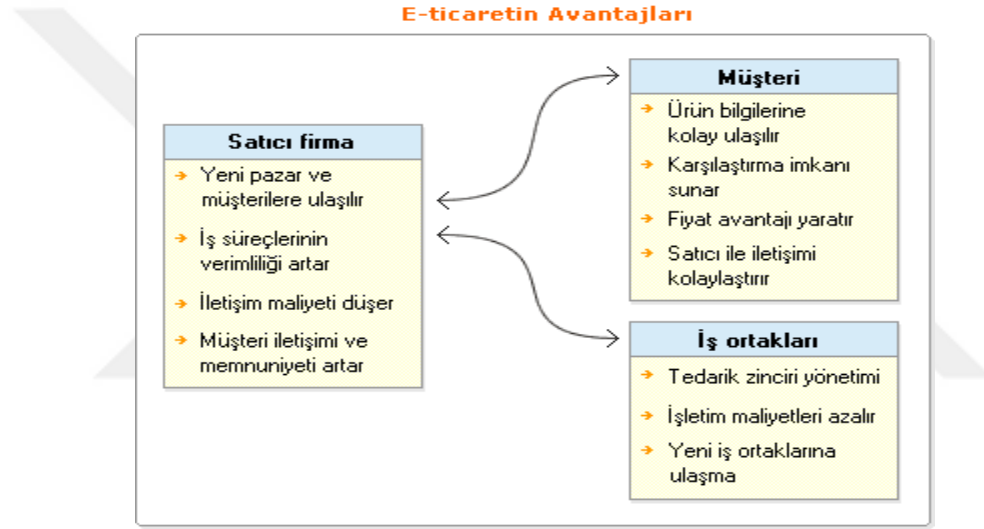 E-ticaretin Avantajları
Satıcı firma
Yeni pazar ve
müşterilere ulaşılır
İş süreçlerinin
verimliliği artar
İletişim maliyeti düşer
Müşteri iletişimi ve
memnuniyeti artar
Müşteri
Ürün bilgilerine
kolay ulaşılır
Karşılaştırma imkanı
sunar
Fiyat avantajı yaratır
Satıcı ile iletişimi
kolaylaştırır
İş ortakları
Tedarik zinciri yönetimi
İşletim maliyetleri azalır
Yeni iş ortaklarına
ulaşma